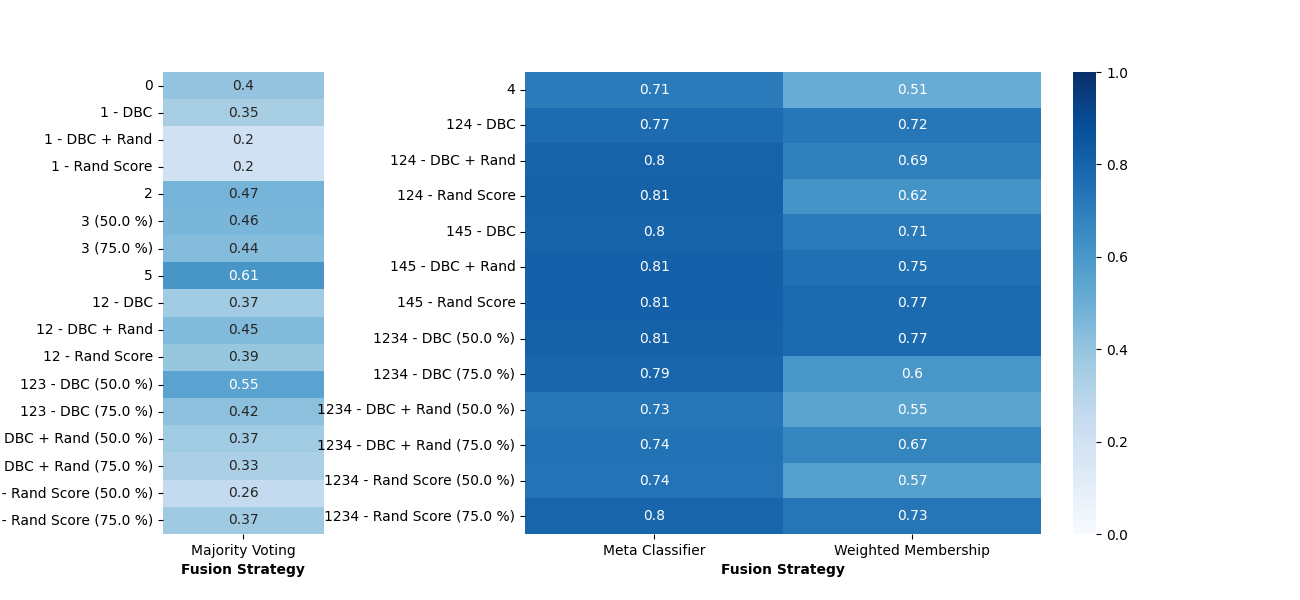 0 0.4
1 - DBC 0.35
1 - DBC + Rand 0.2
1 - Rand Score 0.2
2 0.47
3 (50.0 %) 0.46
3 (75.0 %) 0.44
5 0.61
12 - DBC 0.37
12 - DBC + Rand 0.45
12 - Rand Score 0.39
123 - DBC (50.0 %) 0.55
123 - DBC (75.0 %) 0.42
DBC + Rand (50.0 %) 0.37
DBC + Rand (75.0 %) 0.33
- Rand Score (50.0 %) 0.26
- Rand Score (75.0 %) 0.37
Majority Voting
Fusion Strategy
4 0.71 0.51
124 - DBC 0.77 0.72
124 - DBC + Rand 0.8 0.69
124 - Rand Score 0.81 0.62
145 - DBC 0.8 0.71
145 - DBC + Rand 0.81 0.75
145 - Rand Score 0.81 0.77
1234 - DBC (50.0 %) 0.81 0.77
1234 - DBC (75.0 %) 0.79 0.6
1234 - DBC + Rand (50.0 %) 0.73 0.55
1234 - DBC + Rand (75.0 %) 0.74 0.67
1234 - Rand Score (50.0 %) 0.74 0.57
1234 - Rand Score (75.0 %) 0.8 0.73
Meta Classifier Weighted Membership
Fusion Strategy
1.0
0.8
0.6
0.4
0.2
0.0